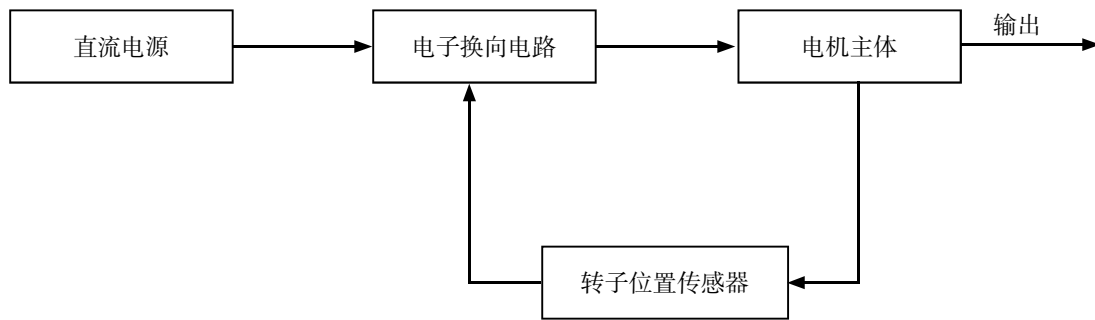 直流电源
电子换向电路
电机主体
输出
转子位置传感器